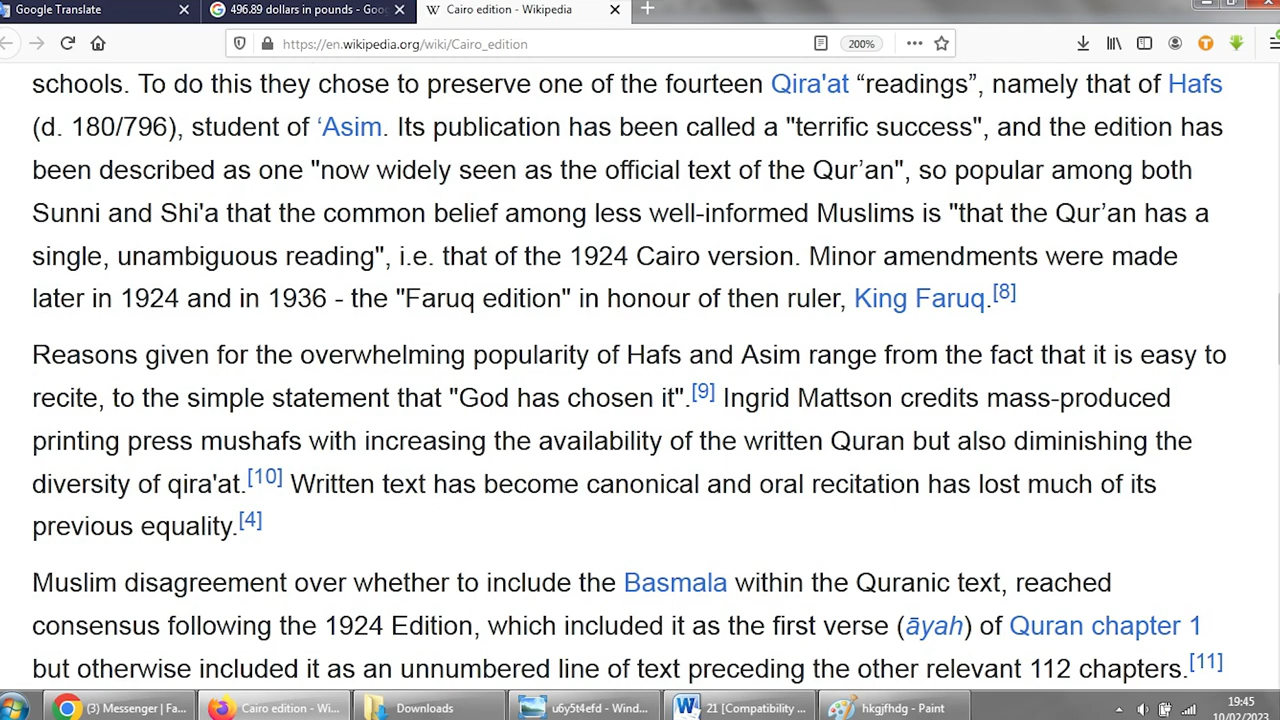 Google Translate
496.89 dollars in pounds - Goo
Cairo edition - Wikipedia
https://en.wikipedia.org/wiki/Cairo_edition
200%
schools. To do this they chose to preserve one of the fourteen Qira'at “readings”, namely that of Hafs
(d. 180/796), student of ‘Asim. Its publication has been called a "terrific success", and the edition has
been described as one "now widely seen as the official text of the Qur’an", so popular among both
Sunni and Shi'a that the common belief among less well-informed Muslims is "that the Qur’an has a
single, unambiguous reading", i.e. that of the 1924 Cairo version. Minor amendments were made
later in 1924 and in 1936 - the "Faruq edition" in honour of then ruler, King Faruq.[8]
Reasons given for the overwhelming popularity of Hafs and Asim range from the fact that it is easy to
recite, to the simple statement that "God has chosen it".[9] Ingrid Mattson credits mass-produced
printing press mushafs with increasing the availability of the written Quran but also diminishing the
diversity of qira'at.[10] Written text has become canonical and oral recitation has lost much of its
previous equality.[4]
Muslim disagreement over whether to include the Basmala within the Quranic text, reached
consensus following the 1924 Edition, which included it as the first verse (āyah) of Quran chapter 1
but otherwise included it as an unnumbered line of text preceding the other relevant 112 chapters.[11]
(3) Messenger | Fa...
Cairo edition - Wi...
Downloads
u6y5t4efd - Wind...
21 [Compatibility ...
hkgjfhdg - Paint
19:45
10/02/2023